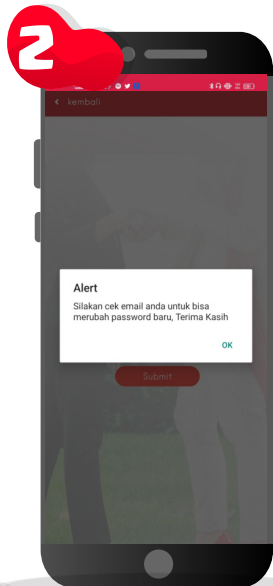 2
kembali
Alert
Silakan cek email anda untuk bisa
merubah password baru, Terima Kasih
OK
Submit